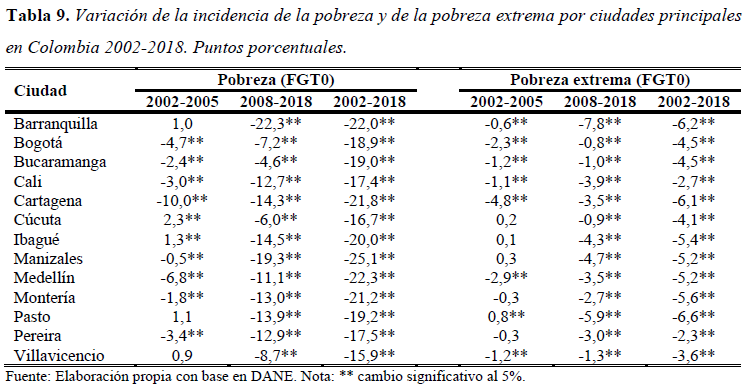 Tabla 9. Variación de la incidencia de la pobreza y de la pobreza extrema por ciudades principales
en Colombia 2002-2018. Puntos porcentuales.
Ciudad Pobreza (FGT0) Pobreza extrema (FGT0)
2002-2005 2008-2018 2002-2018 2002-2005 2008-2018 2002-2018
Barranquilla 1,0 -22,3** -22,0** -0,6** -7,8** -6,2**
Bogotá -4,7** -7,2** -18,9** -2,3** -0,8** -4,5**
Bucaramanga -2,4** -4,6** -19,0** -1,2** -1,0** -4,5**
Cali -3,0** -12,7** -17,4** -1,1** -3,9** -2,7**
Cartagena -10,0** -14,3** -21,8** -4,8** -3,5** -6,1**
Cúcuta 2,3** -6,0** -16,7** 0,2 -0,9** -4,1**
Ibagué 1,3** -14,5** -20,0** 0,1 -4,3** -5,4**
Manizales -0,5** -19,3** -25,1** 0,3 -4,7** -5,2**
Medellín -6,8** -11,1** -22,3** -2,9** -3,5** -5,2**
Montería -1,8** -13,0** -21,2** -0,3 -2,7** -5,6**
Pasto 1,1 -13,9** -19,2** 0,8** -5,9** -6,6**
Pereira -3,4** -12,9** -17,5** -0,3 -3,0** -2,3**
Villavicencio 0,9 -8,7** -15,9** -1,2** -1,3** -3,6**
Fuente: Elaboración propia con base en DANE. Nota: ** cambio significativo al 5%.